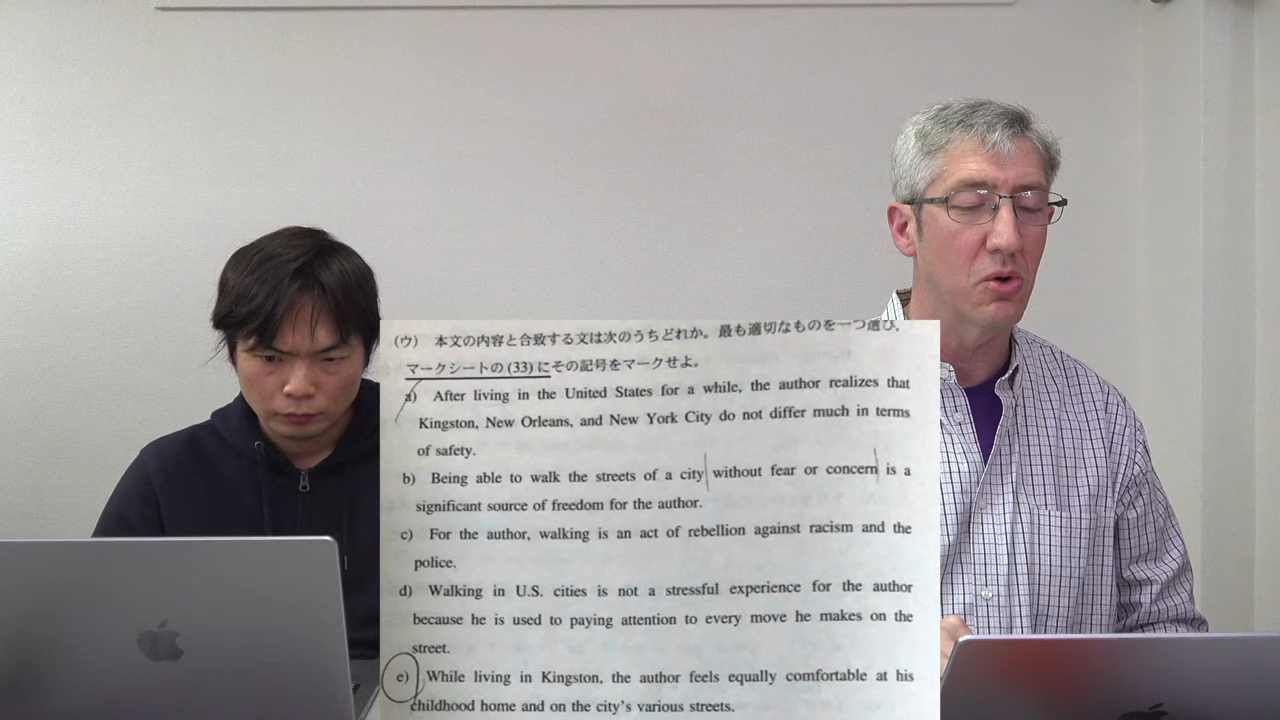 (ウ) 本文の内容と合致する文は次のうちどれか。最も適切なものを一つ選び,
マークシートの (33) にその記号をマークせよ。
a) After living in the United States for a while, the author realizes that
Kingston, New Orleans, and New York City do not differ much in terms
of safety.
b) Being able to walk the streets of a city without fear or concern is a
significant source of freedom for the author.
c) For the author, walking is an act of rebellion against racism and the
police.
d) Walking in U.S. cities is not a stressful experience for the author
because he is used to paying attention to every move he makes on the
street.
e) While living in Kingston, the author feels equally comfortable at his
childhood home and on the city's various streets.